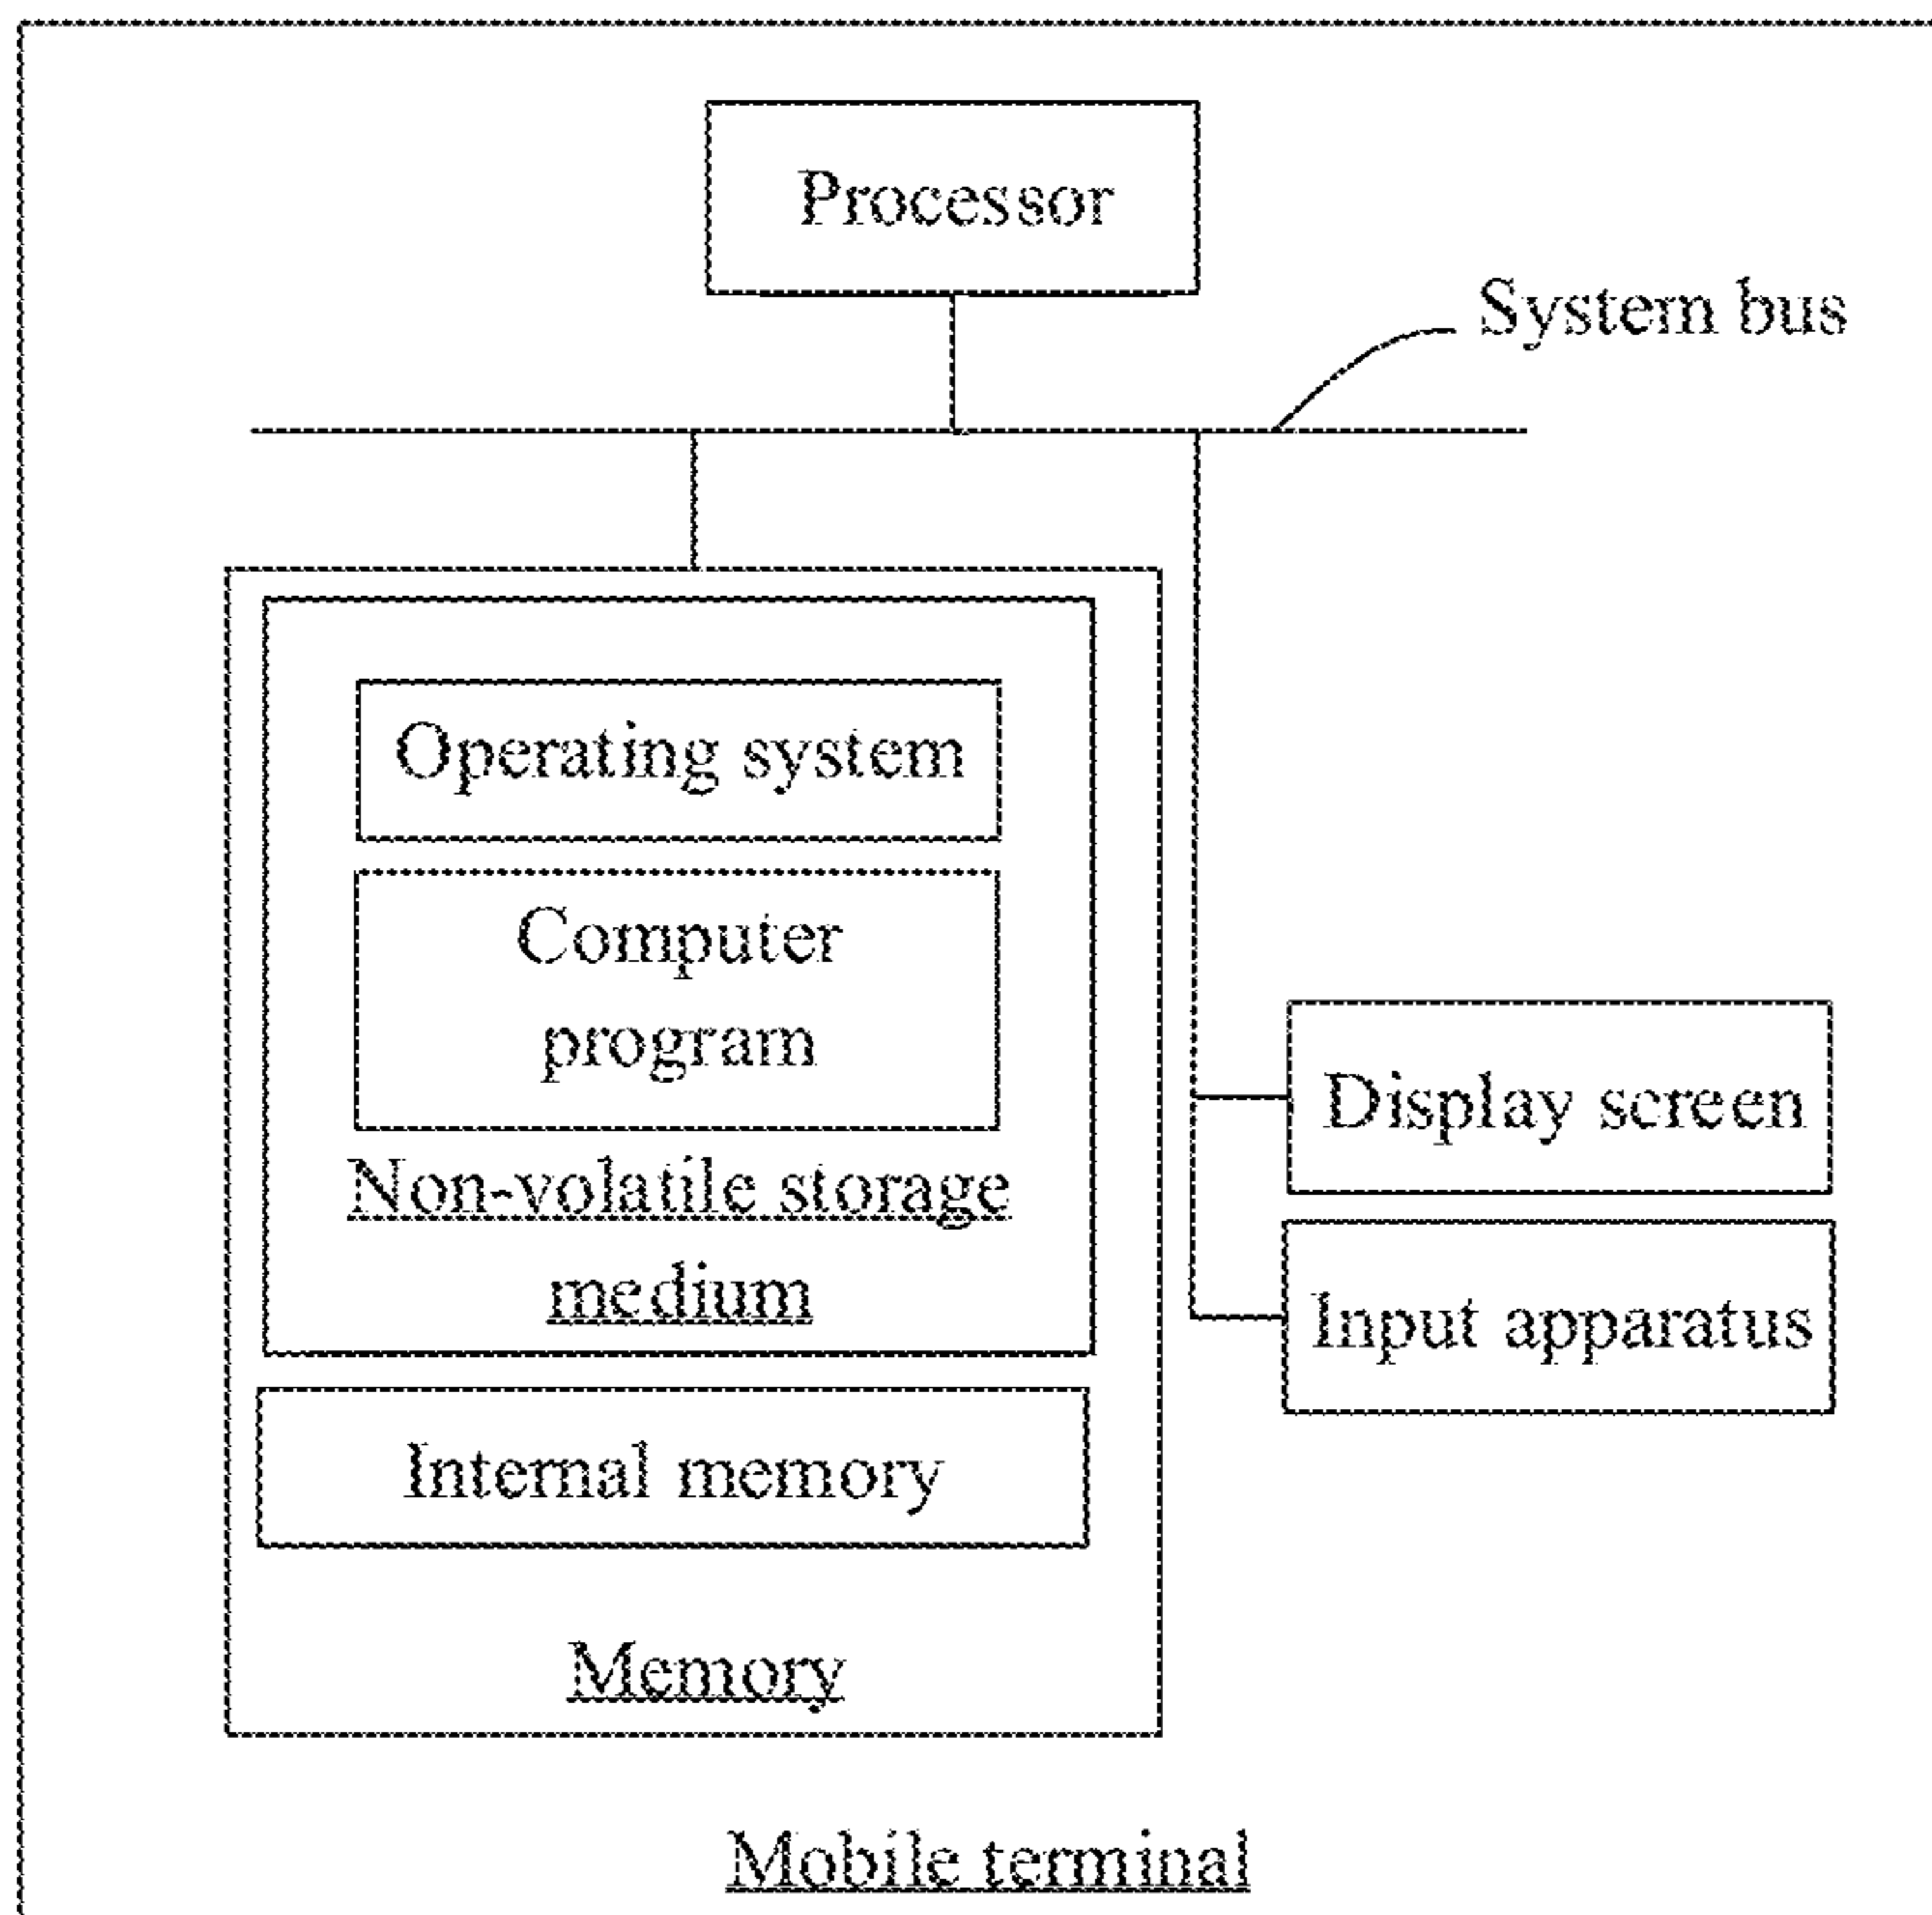 Processor
System bus
Operating system
Computer
program
Non-volatile storage
medium
Display screen
Input apparatus
Internal memory
Memory
Mobile terminal